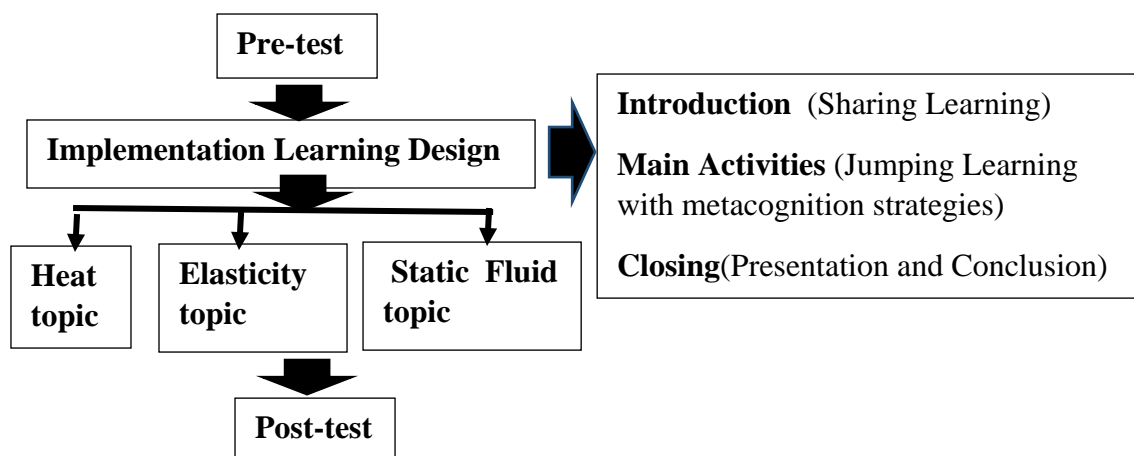 Pre-test
Implementation Learning Design
Introduction (Sharing Learning)
Main Activities (Jumping Learning
with metacognition strategies)
Closing(Presentation and Conclusion)
Heat
topic
Elasticity
topic
Static Fluid
topic
Post-test